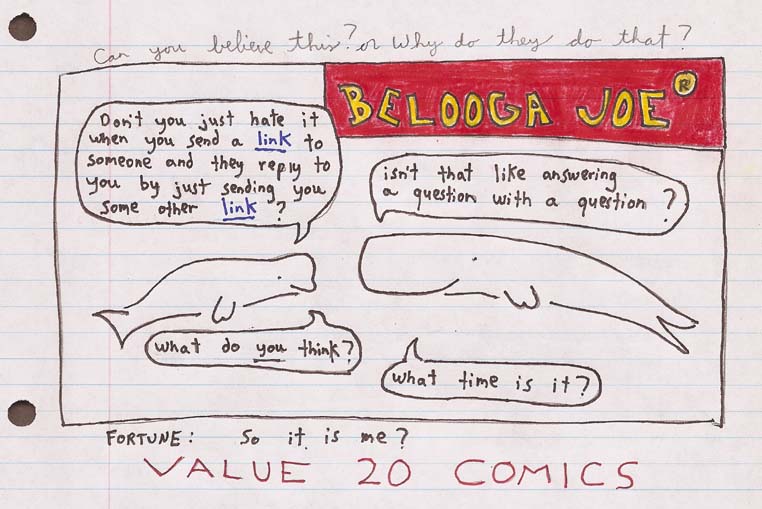 Can you believe this? or Why do they do that?
BELOOGA JOE®
Don't you just hate it
when you send a link to
someone and they reply to
you by just sending you
some other link?
isn't that like answering
a question with a question?
what do you think?
what time is it?
FORTUNE: So it is me?
VALUE 20 COMICS